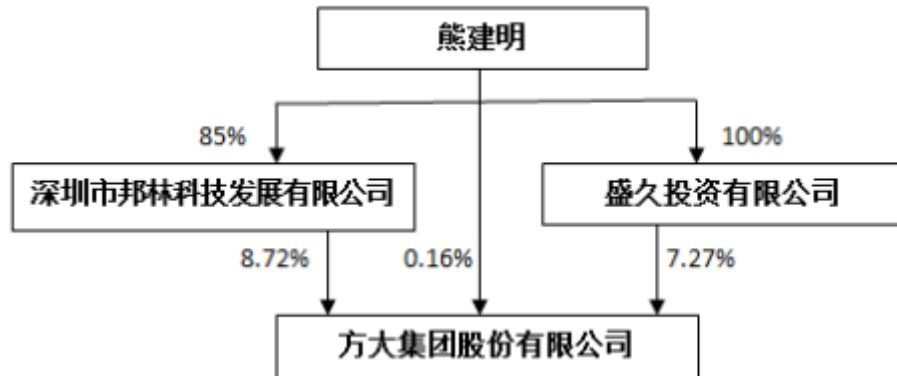 熊建明
85%
100%
深圳市邦林科技发展有限公司
盛久投资有限公司
8.72%
0.16%
7.27%
方大集团股份有限公司